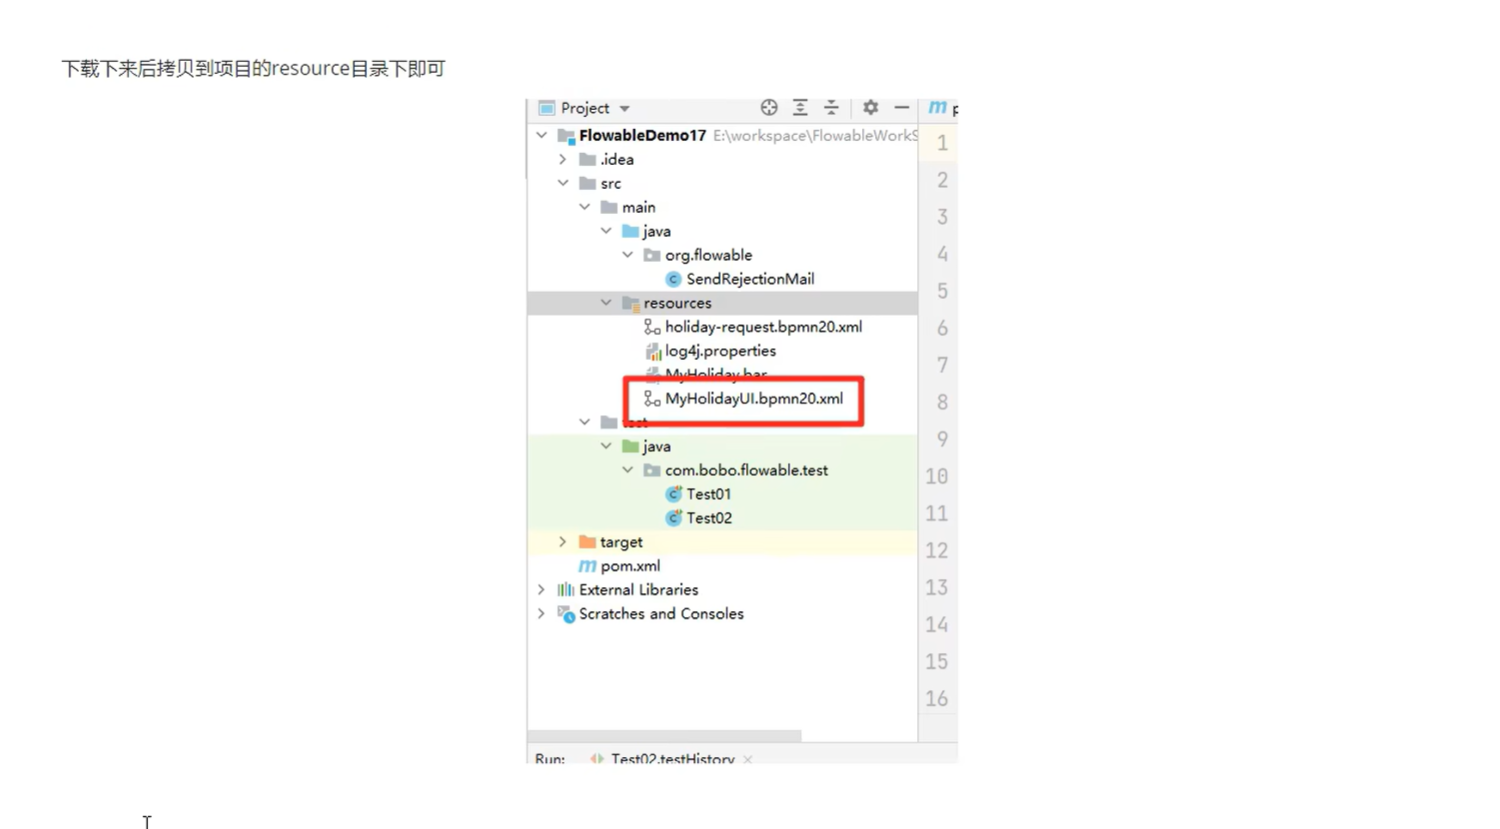 下载下来后拷贝到项目的resource目录下即可
Project
FlowableDemo17 E:\workspace\FlowableWorkS
.idea
src
main
java
org.flowable
SendRejectionMail
resources
holiday-request.bpmn20.xml
log4j.properties
MyHoliday.bar
MyHolidayUI.bpmn20.xml
test
java
com.bobo.flowable.test
Test01
Test02
target
pom.xml
External Libraries
Scratches and Consoles
Run: Test02.testHistory
m p
1
2
3
4
5
6
7
8
9
10
11
12
13
14
15
16